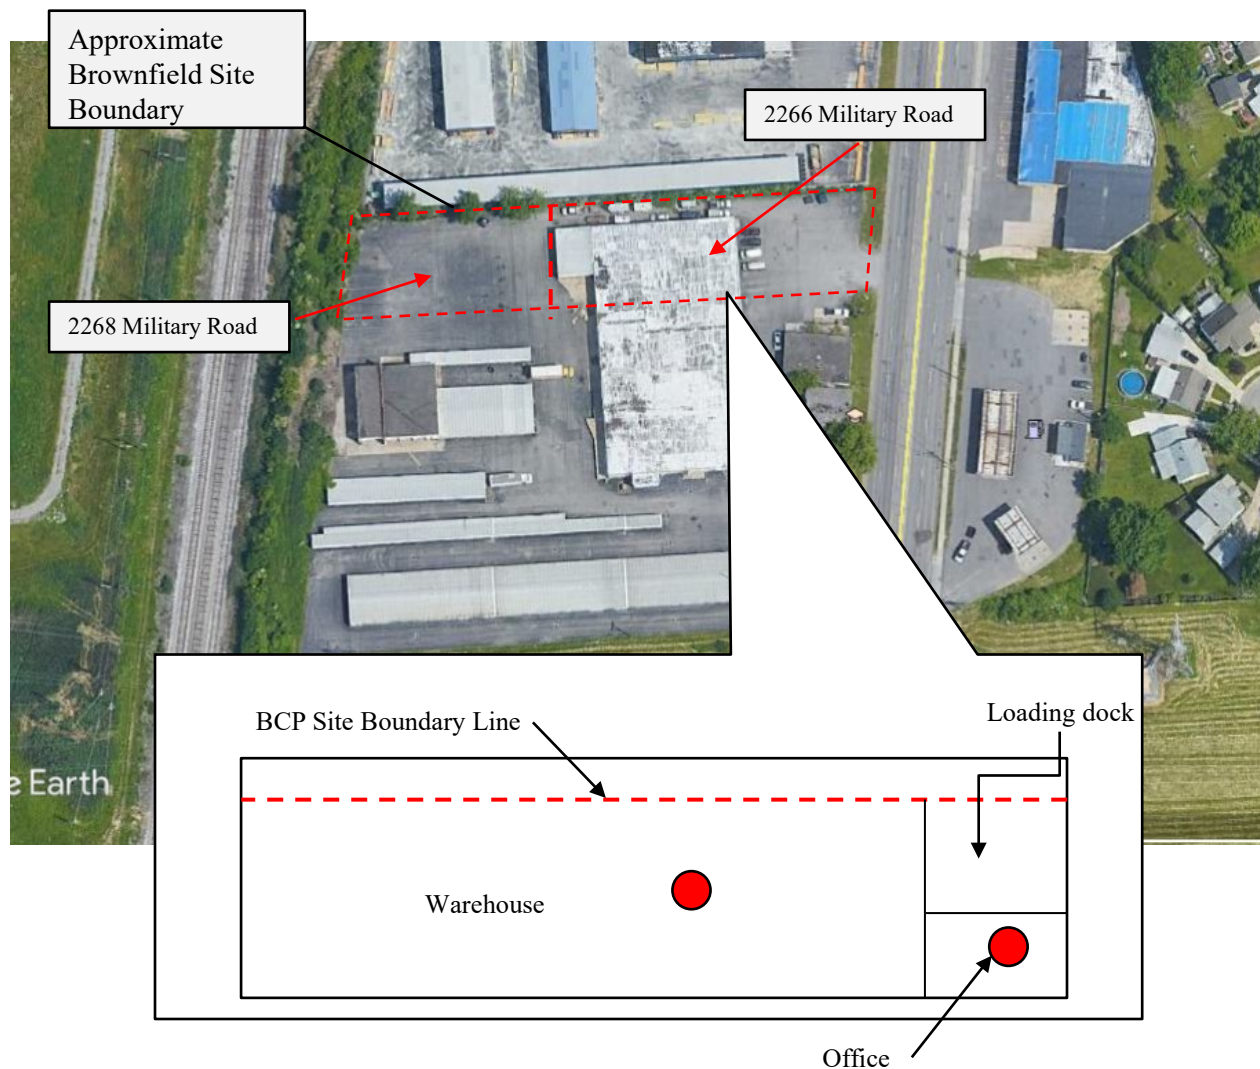 Approximate
Brownfield Site
Boundary
2266 Military Road
2268 Military Road
BCP Site Boundary Line
Loading dock
Earth
Warehouse
Office